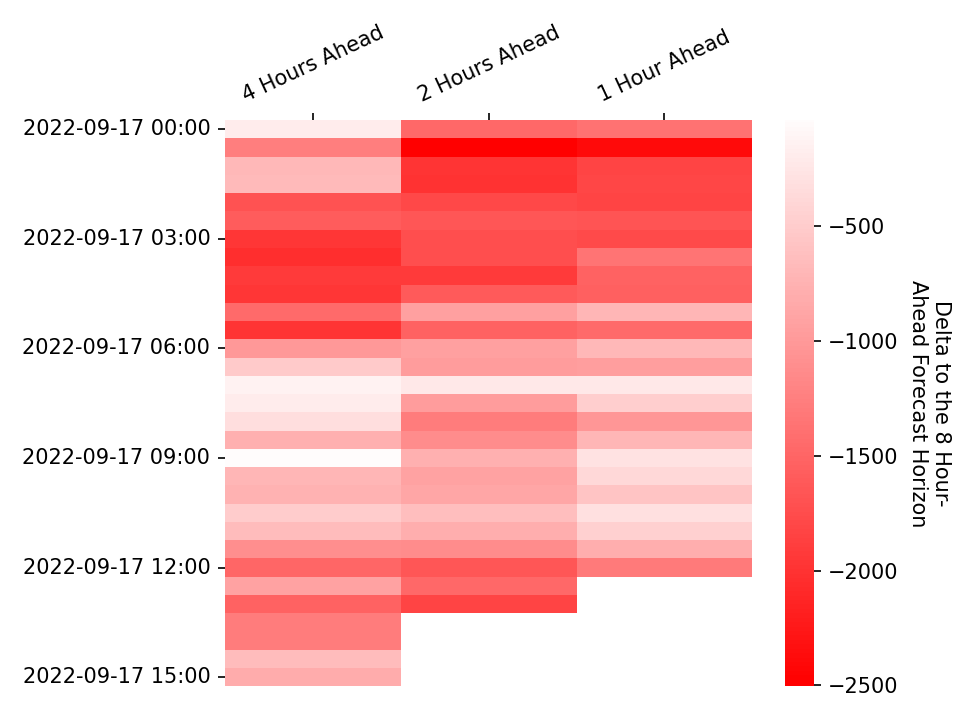 4 Hours Ahead
2 Hours Ahead
1 Hour Ahead
2022-09-17 00:00
2022-09-17 03:00
2022-09-17 06:00
2022-09-17 09:00
2022-09-17 12:00
2022-09-17 15:00
−500
−1000
−1500
−2000
−2500
Delta to the 8 Hour-
Ahead Forecast Horizon